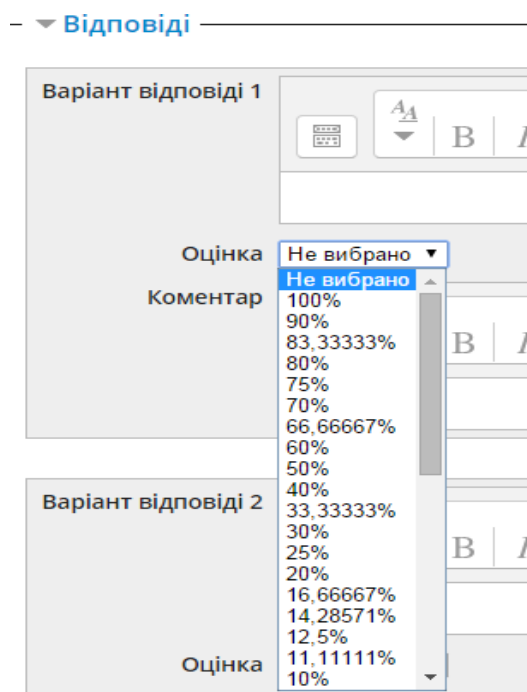 Відповіді
Варіант відповіді 1
A A
B I
Оцінка Не вибрано
Не вибрано
Коментар
100%
90%
83,33333%
B I
80%
75%
70%
66,66667%
60%
50%
40%
Варіант відповіді 2
33,33333%
30%
25%
B I
20%
16,66667%
14,28571%
12,5%
Оцінка
11,11111%
10%